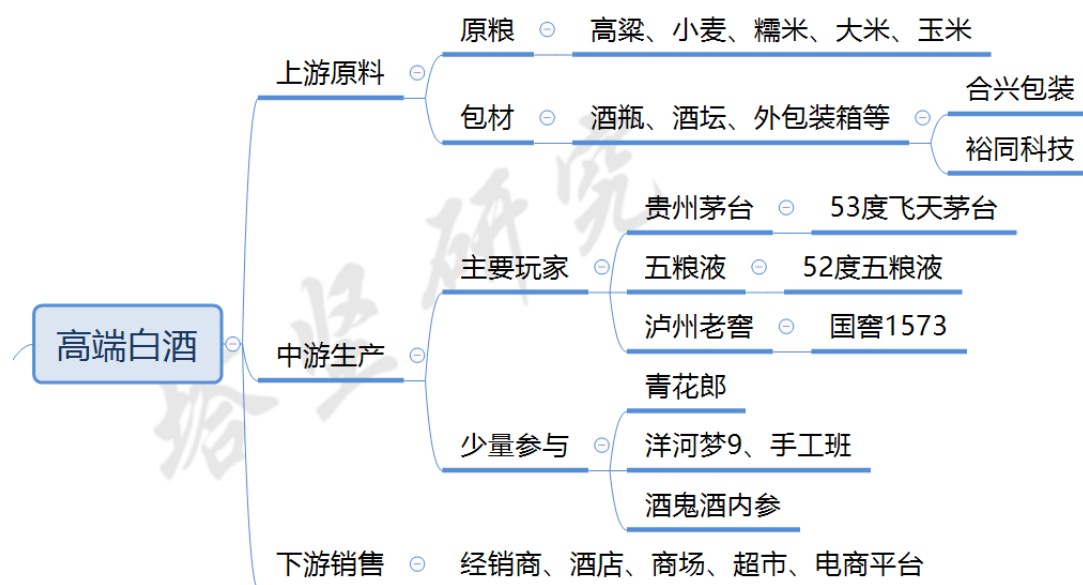 高端白酒
上游原料
原粮
高粱、小麦、糯米、大米、玉米
包材
酒瓶、酒坛、外包装箱等
合兴包装
裕同科技
中游生产
主要玩家
贵州茅台
53度飞天茅台
五粮液
52度五粮液
泸州老窖
国窖1573
少量参与
青花郎
洋河梦9、手工班
酒鬼酒内参
下游销售
经销商、酒店、商场、超市、电商平台
塔坚研究